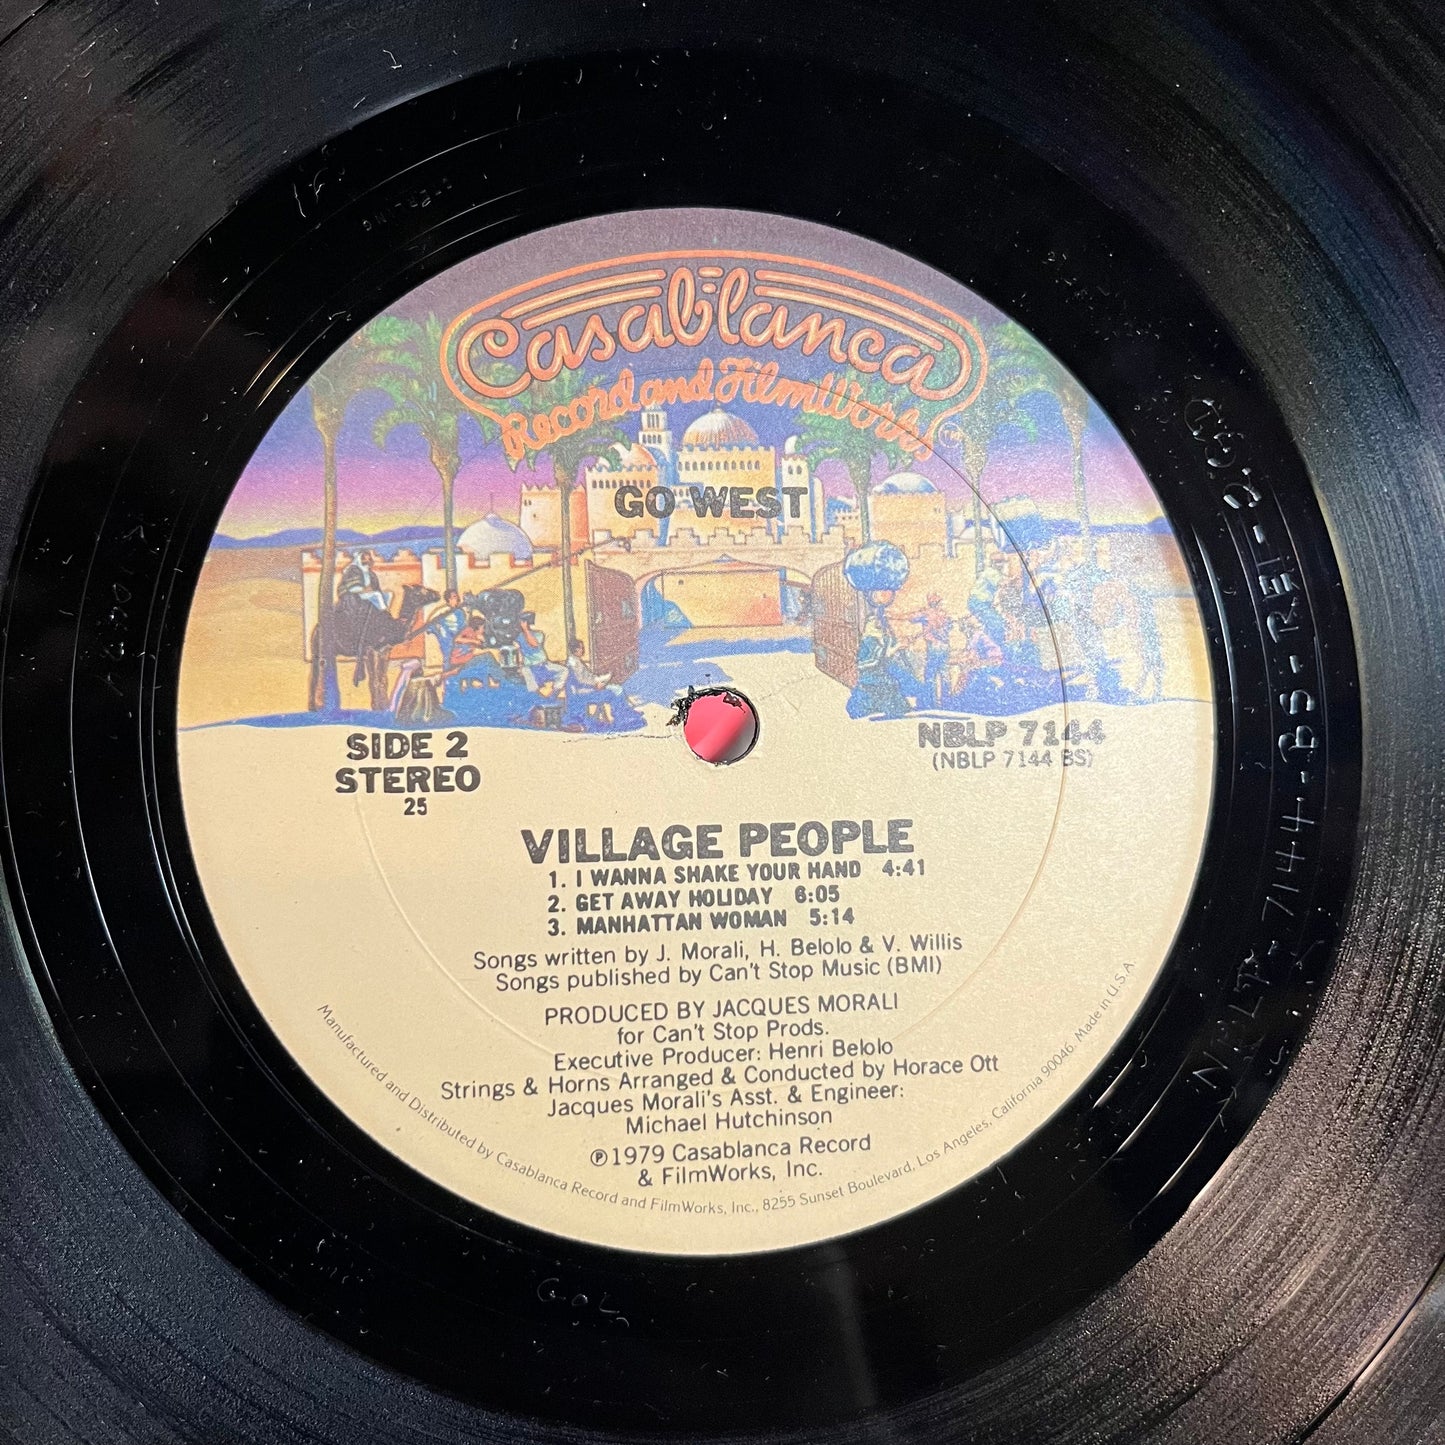 Casablanca
Record and FilmWorks
TM
GO WEST
SIDE 2
STEREO
25
NBLP 7144
(NBLP 7144 BS)
VILLAGE PEOPLE
1. I WANNA SHAKE YOUR HAND 4:41
2. GET AWAY HOLIDAY 6:05
3. MANHATTAN WOMAN 5:14
Songs written by J. Morali, H. Belolo & V. Willis
Songs published by Can't Stop Music (BMI)
PRODUCED BY JACQUES MORALI
for Can't Stop Prods.
Executive Producer: Henri Belolo
Strings & Horns Arranged & Conducted by Horace Ott
Jacques Morali's Asst. & Engineer:
Michael Hutchinson
℗1979 Casablanca Record
& FilmWorks, Inc.
Manufactured and Distributed by Casablanca Record and FilmWorks, Inc., 8255 Sunset Boulevard, Los Angeles, California 90046. Made in U.S.A.
7144-BS-RE